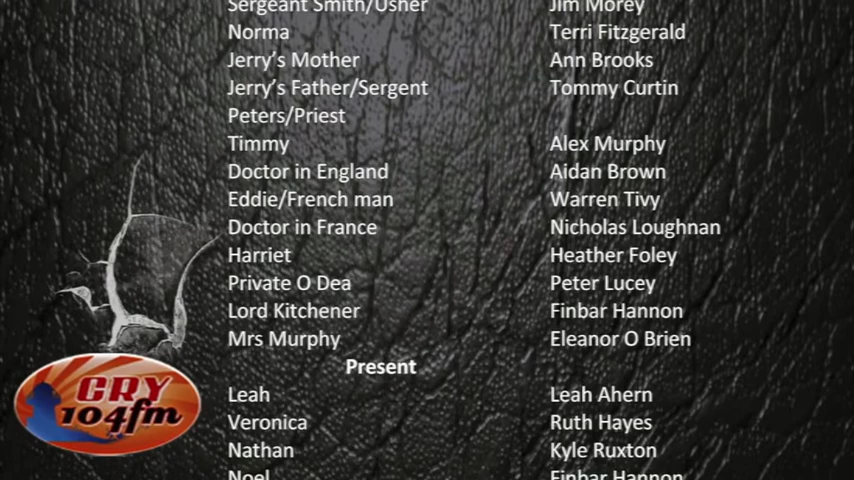 Sergeant Smith/Usher Jim Morey
Norma Terri Fitzgerald
Jerry's Mother Ann Brooks
Jerry's Father/Sergent Tommy Curtin
Peters/Priest
Timmy Alex Murphy
Doctor in England Aidan Brown
Eddie/French man Warren Tivy
Doctor in France Nicholas Loughnan
Harriet Heather Foley
Private O Dea Peter Lucey
Lord Kitchener Finbar Hannon
Mrs Murphy Eleanor O Brien
Present
Leah Leah Ahern
Veronica Ruth Hayes
Nathan Kyle Ruxton
Noel Finbar Hannon
CRY
104fm